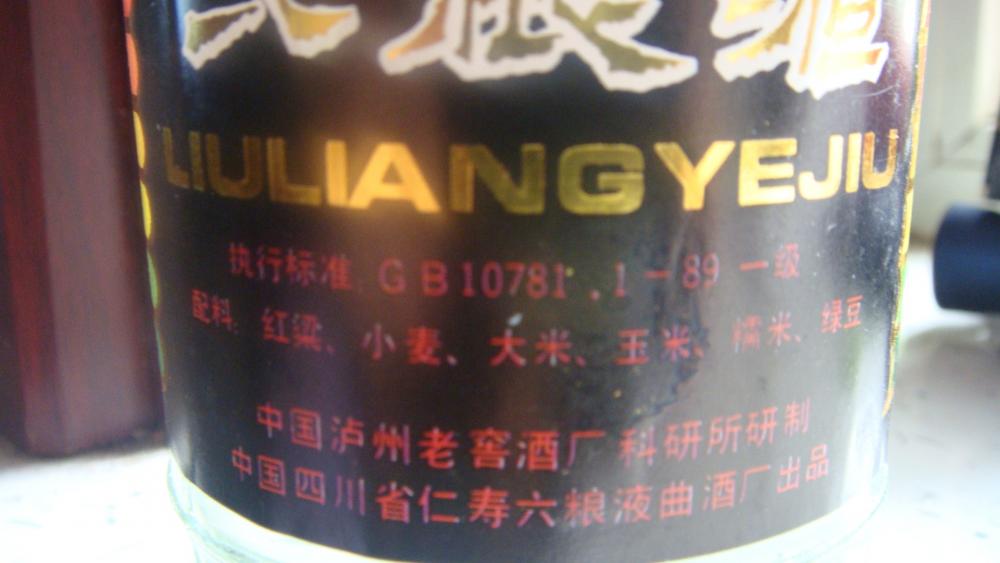 LIULIANGYEJIU
执行标准 GB10781.1-89 一级
配料：红粱、小麦、大米、玉米、糯米、绿豆
中国泸州老窖酒厂科研所研制
中国四川省仁寿六粮液曲酒厂出品